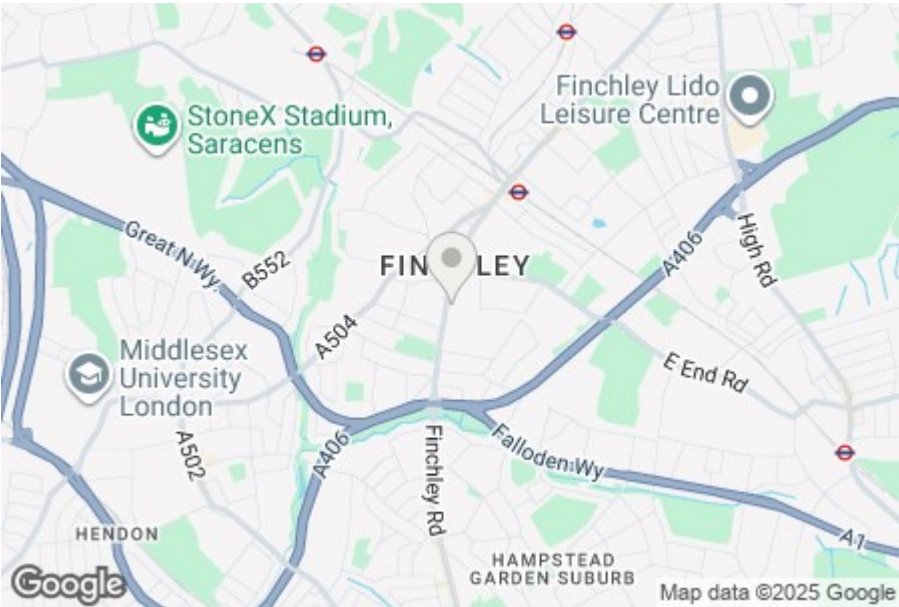 Finchley Lido
Leisure Centre
StoneX Stadium,
Saracens
Great N Wy
B552
A406
High Rd
FIN LEY
A504
E End Rd
Middlesex
University
London
A502
A406
Finchley Rd
Falloden Wy
HENDON
A1
HAMPSTEAD
GARDEN SUBURB
Google
Map data ©2025 Google